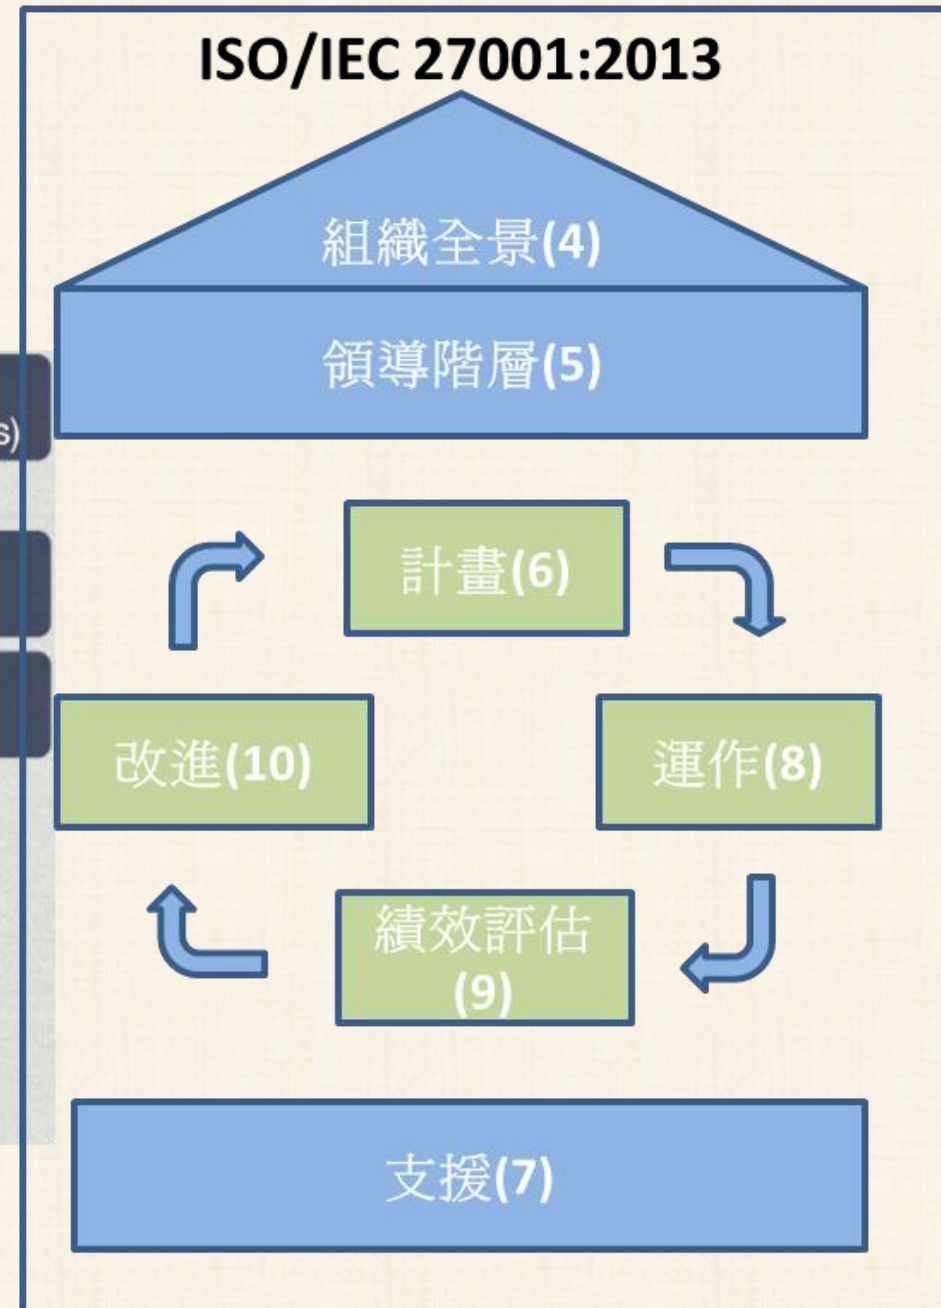 ISO/IEC 27001:2013
組織全景(4)
領導階層(5)
s)
計畫(6)
改進(10)
運作(8)
績效評估
(9)
支援(7)